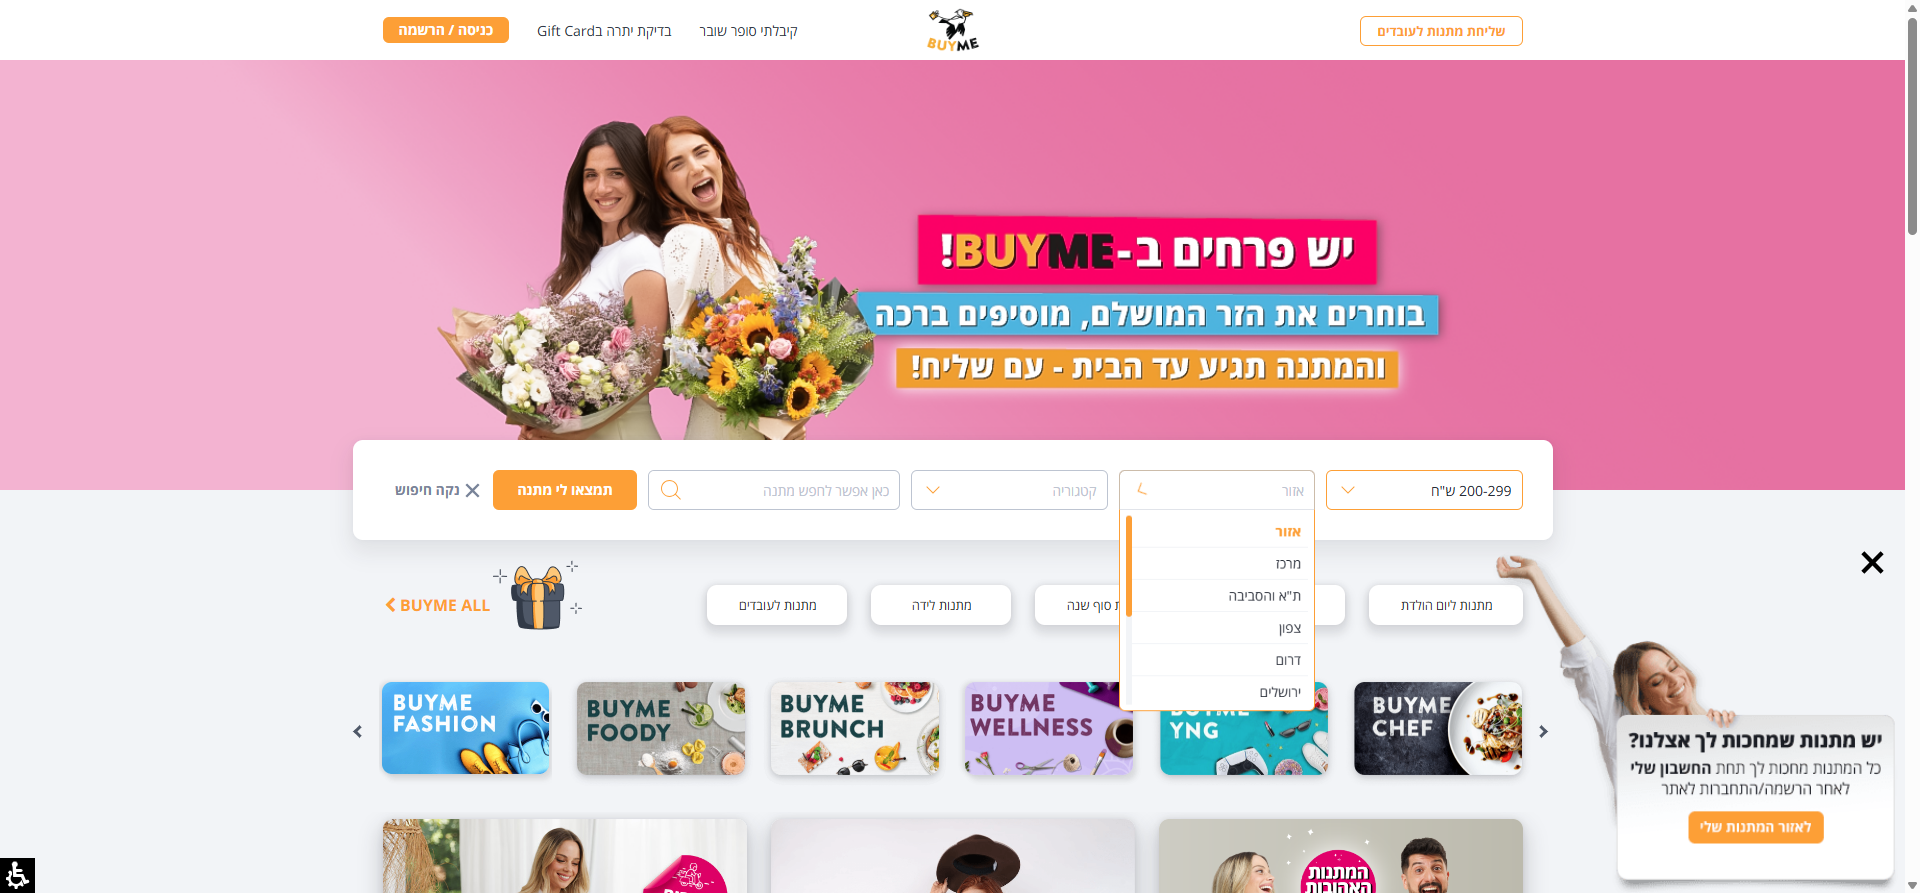 שליחת מתנות לעובדים
BUYME
קיבלתי סופר שובר
בדיקת יתרה בGift Card
כניסה / הרשמה
יש פרחים ב-BUYME!
בוחרים את הזר המושלם, מוסיפים ברכה
והמתנה תגיע עד הבית - עם שליח!
200-299 ש"ח
אזור
קטגוריה
כאן אפשר לחפש מתנה
תמצאו לי מתנה
נקה חיפוש
אזור
מרכז
ת"א והסביבה
צפון
דרום
ירושלים
מתנות ליום הולדת
סוף שנה
מתנות לידה
מתנות לעובדים
BUYME ALL
BUYME
CHEF
BUYME
YNG
BUYME
WELLNESS
BUYME
BRUNCH
BUYME
FOODY
BUYME
FASHION
יש מתנות שמחכות לך אצלנו?
כל המתנות מחכות לך תחת החשבון שלי
לאחר הרשמה/התחברות לאתר
לאזור המתנות שלי
המתנות
האהובות